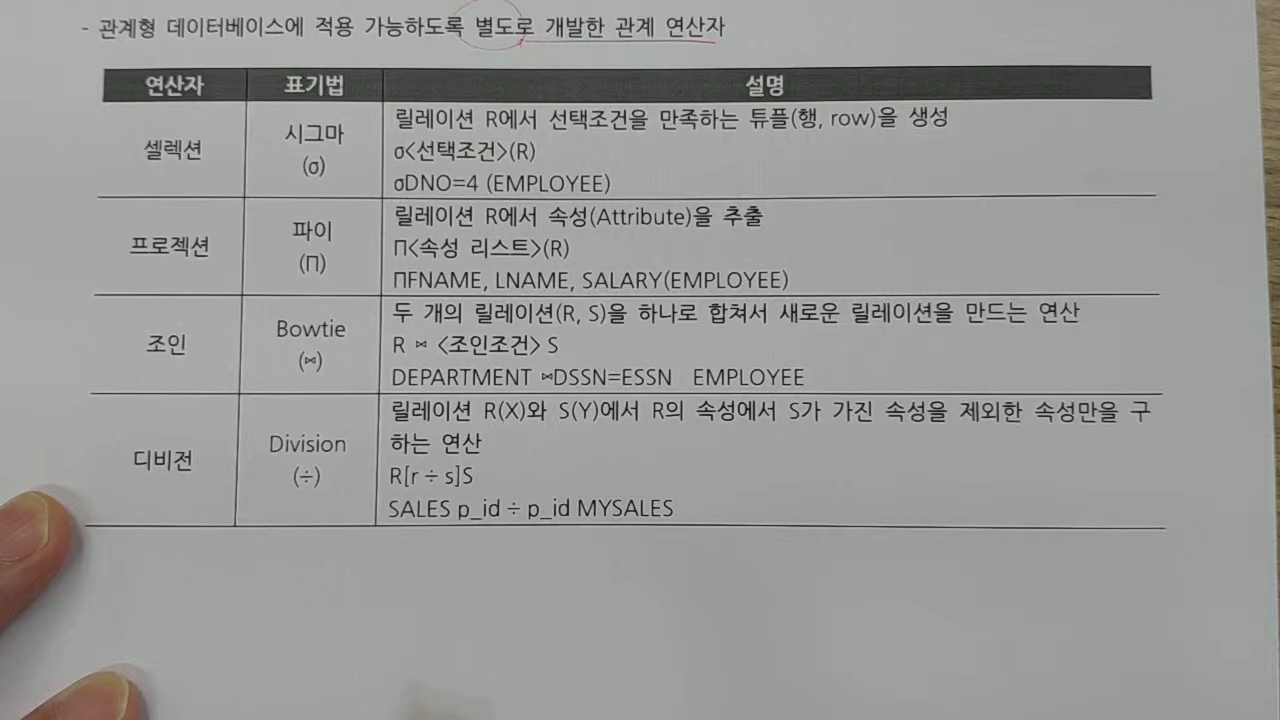 - 관계형 데이터베이스에 적용 가능하도록 별도로 개발한 관계 연산자
연산자 표기법 설명
셀렉션
시그마
(σ)
릴레이션 R에서 선택조건을 만족하는 튜플(행, row)을 생성
σ<선택조건>(R)
σDNO=4 (EMPLOYEE)
프로젝션
파이
(Π)
릴레이션 R에서 속성(Attribute)을 추출
Π<속성 리스트>(R)
ΠFNAME, LNAME, SALARY(EMPLOYEE)
조인
Bowtie
(⋈)
두 개의 릴레이션(R, S)을 하나로 합쳐서 새로운 릴레이션을 만드는 연산
R ⋈ <조인조건> S
DEPARTMENT ⋈DSSN=ESSN EMPLOYEE
디비전
Division
(÷)
릴레이션 R(X)와 S(Y)에서 R의 속성에서 S가 가진 속성을 제외한 속성만을 구
하는 연산
R[r ÷ s]S
SALES p_id ÷ p_id MYSALES